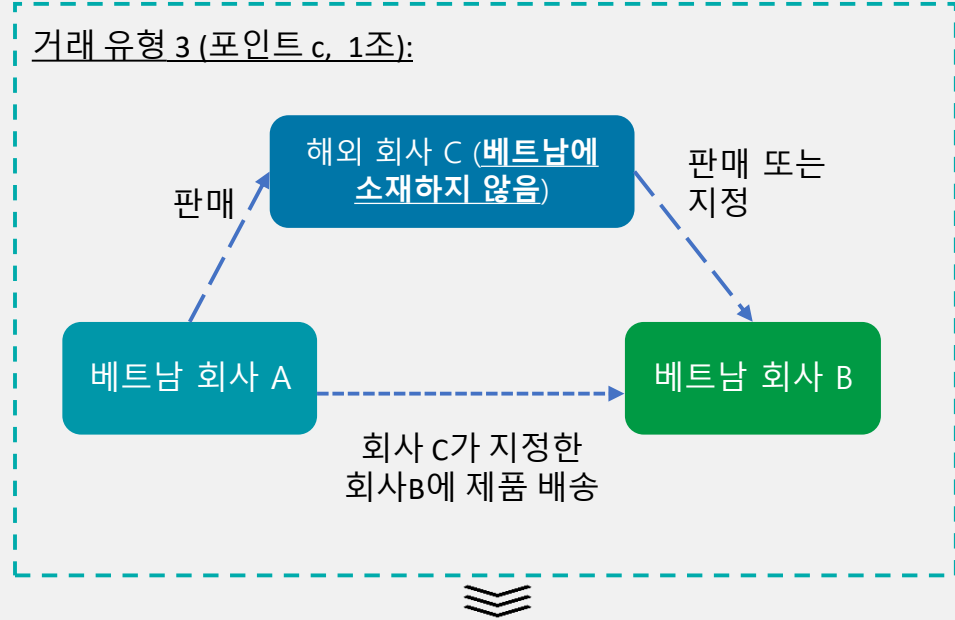 거래 유형 3 (포인트 c, 1조):
해외 회사 C (베트남에
소재하지 않음)
판매
판매 또는
지정
베트남 회사 A
베트남 회사 B
회사 C가 지정한
회사B에 제품 배송